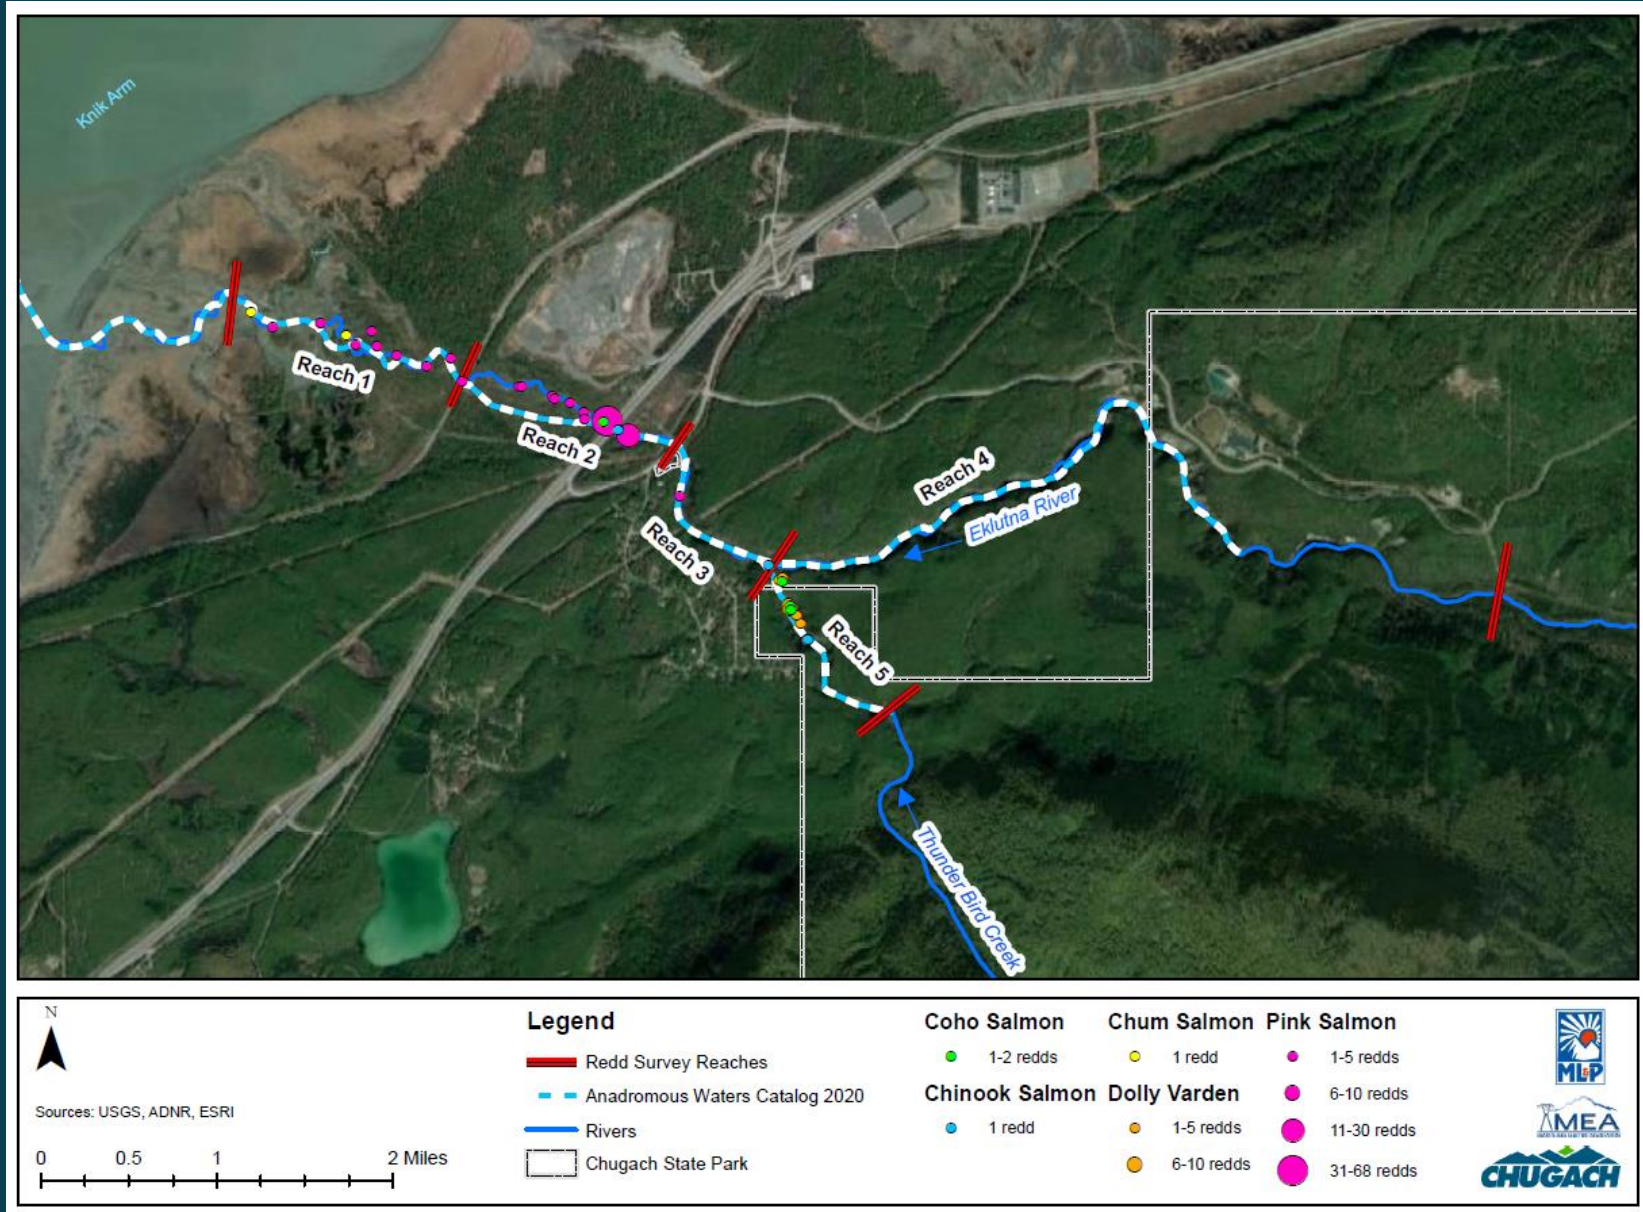 Knik Arm
Reach 1
Reach 2
Reach 3
Reach 4
Eklutna River
Reach 5
Thunder Bird Creek
N
Sources: USGS, ADNR, ESRI
0 0.5 1 2 Miles
Legend
Redd Survey Reaches
Anadromous Waters Catalog 2020
Rivers
Chugach State Park
Coho Salmon
1-2 redds
Chinook Salmon
1 redd
Chum Salmon
1 redd
Dolly Varden
1-5 redds
6-10 redds
Pink Salmon
1-5 redds
6-10 redds
11-30 redds
31-68 redds
ML&P
MEA
CHUGACH